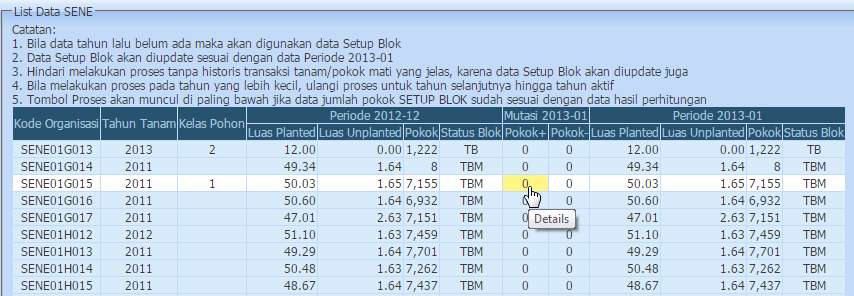 List Data SENE
Catatan:
1. Bila data tahun lalu belum ada maka akan digunakan data Setup Blok
2. Data Setup Blok akan diupdate sesuai dengan data Periode 2013-01
3. Hindari melakukan proses tanpa historis transaksi tanam/pokok mati yang jelas, karena data Setup Blok akan diupdate juga
4. Bila melakukan proses pada tahun yang lebih kecil, ulangi proses untuk tahun selanjutnya hingga tahun aktif
5. Tombol Proses akan muncul di paling bawah jika data jumlah pokok SETUP BLOK sudah sesuai dengan data hasil perhitungan
Kode Organisasi Tahun Tanam Kelas Pohon Periode 2012-12 Mutasi 2013-01 Periode 2013-01
Luas Planted Luas Unplanted Pokok Status Blok Pokok+ Pokok- Luas Planted Luas Unplanted Pokok Status Blok
SENE01G013 2013 2 12.00 0.00 1,222 TB 0 0 12.00 0.00 1,222 TB
SENE01G014 2011 49.34 1.64 8 TBM 0 0 49.34 1.64 8 TBM
SENE01G015 2011 1 50.03 1.65 7,155 TBM 0 0 50.03 1.65 7,155 TBM
SENE01G016 2011 50.60 1.64 6,932 TBM 0 0 50.60 1.64 6,932 TBM
SENE01G017 2011 47.01 2.63 7,151 TBM 0 47.01 2.63 7,151 TBM
Details
SENE01H012 2012 51.10 1.63 7,459 TBM 0 0 51.10 1.63 7,459 TBM
SENE01H013 2011 49.29 1.64 7,701 TBM 0 0 49.29 1.64 7,701 TBM
SENE01H014 2011 50.48 1.63 7,262 TBM 0 0 50.48 1.63 7,262 TBM
SENE01H015 2011 48.67 1.64 7,437 TBM 0 0 48.67 1.64 7,437 TBM